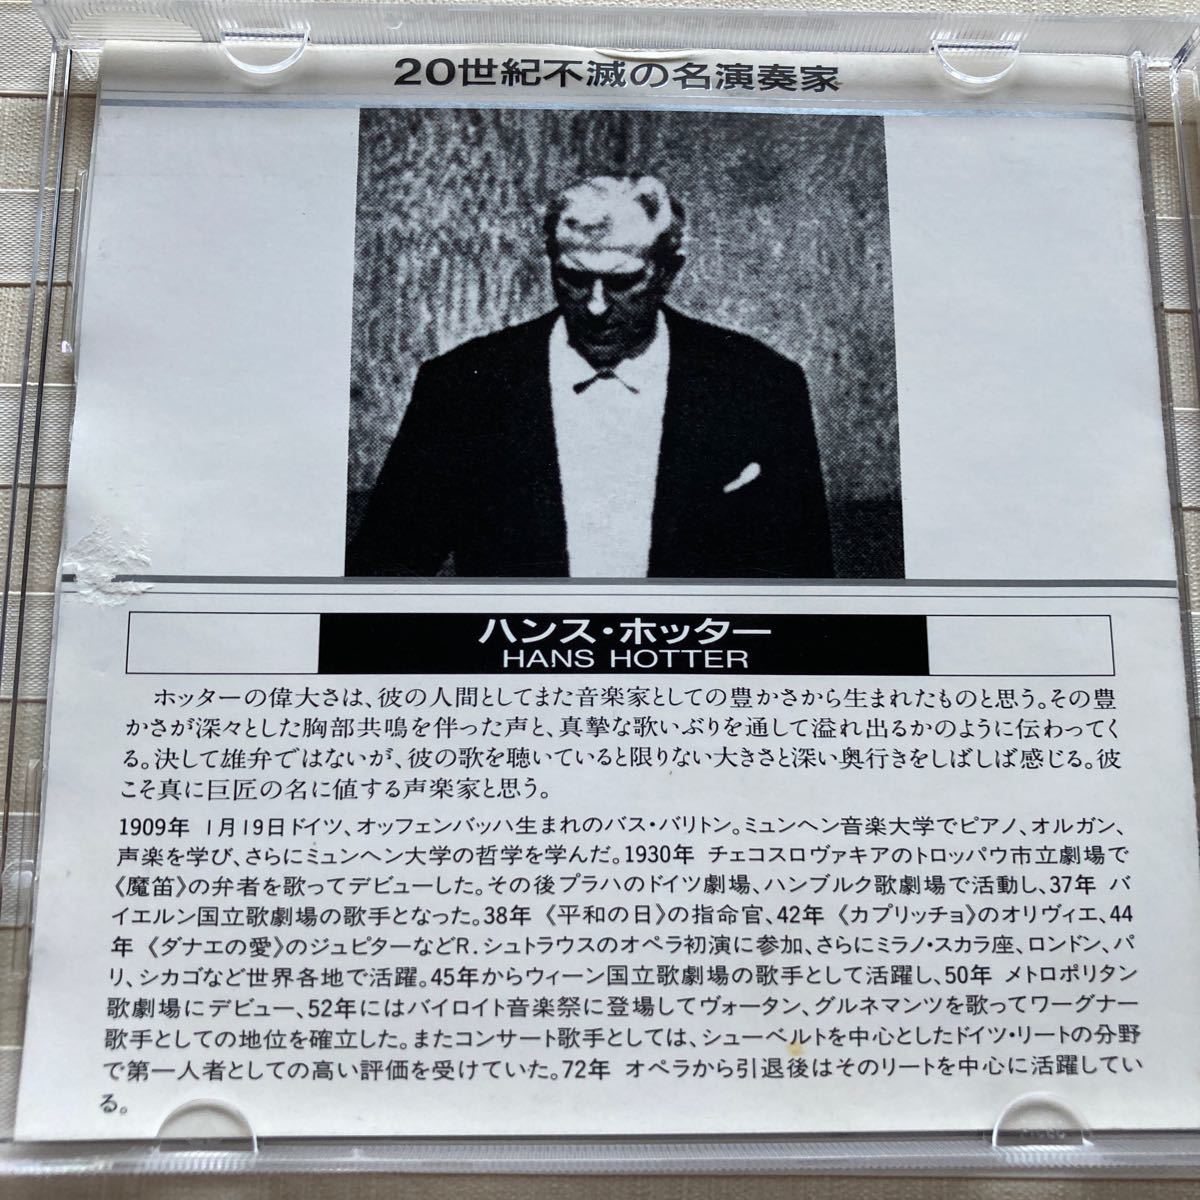 20世紀不滅の名演奏家
ハンス・ホッター
HANS HOTTER
ホッターの偉大さは、彼の人間としてまた音楽家としての豊かさから生まれたものと思う。その豊
かさが深々とした胸部共鳴を伴った声と、真摯な歌いぶりを通して溢れ出るかのように伝わってく
る。決して雄弁ではないが、彼の歌を聴いていると限りない大きさと深い奥行きをしばしば感じる。彼
こそ真に巨匠の名に値する声楽家と思う。
1909年 1月19日ドイツ、オッフェンバッハ生まれのバス・バリトン。ミュンヘン音楽大学でピアノ、オルガン、
声楽を学び、さらにミュンヘン大学の哲学を学んだ。1930年 チェコスロヴァキアのトロッパウ市立劇場で
《魔笛》の弁者を歌ってデビューした。その後プラハのドイツ劇場、ハンブルク歌劇場で活動し、37年 バ
イエルン国立歌劇場の歌手となった。38年 《平和の日》の指命官、42年 《カプリッチョ》のオリヴィエ、44
年 《ダナエの愛》のジュピターなどR. シュトラウスのオペラ初演に参加、さらにミラノ・スカラ座、ロンドン、パ
リ、シカゴなど世界各地で活躍。45年からウィーン国立歌劇場の歌手として活躍し、50年 メトロポリタン
歌劇場にデビュー、52年にはバイロイト音楽祭に登場してヴォータン、グルネマンツを歌ってワーグナー
歌手としての地位を確立した。またコンサート歌手としては、シューベルトを中心としたドイツ・リートの分野
で第一人者としての高い評価を受けていた。72年 オペラから引退後はそのリートを中心に活躍してい
る。